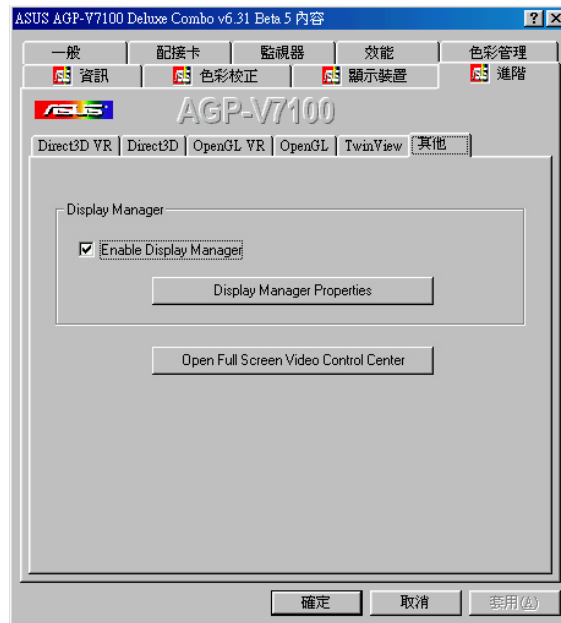 ASUS AGP-V7100 Deluxe Combo v6.31 Beta 5 內容
一般 配接卡 監視器 效能 色彩管理
資訊 色彩校正 顯示裝置 進階
ASUS AGP-V7100
Direct3D VR Direct3D OpenGL VR OpenGL TwinView 其他
Display Manager
Enable Display Manager
Display Manager Properties
Open Full Screen Video Control Center
確定 取消 套用(A)